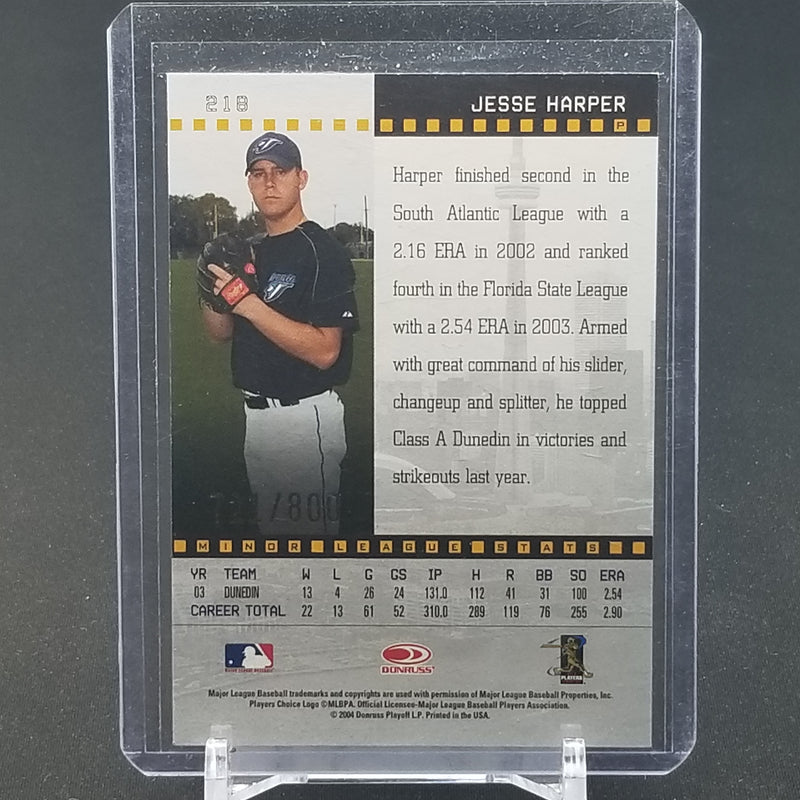 218
JESSE HARPER
P
Harper finished second in the
South Atlantic League with a
2.16 ERA in 2002 and ranked
fourth in the Florida State League
with a 2.54 ERA in 2003. Armed
with great command of his slider,
changeup and splitter, he topped
Class A Dunedin in victories and
strikeouts last year.
/800
MINOR LEAGUE STATS
YR TEAM W L G GS IP H R BB SO ERA
03 DUNEDIN 13 4 26 24 131.0 112 41 31 100 2.54
CAREER TOTAL 22 13 61 52 310.0 289 119 76 255 2.90
DONRUSS
PLAYERS
Major League Baseball trademarks and copyrights are used with permission of Major League Baseball Properties, Inc.
Players Choice Logo ©MLBPA. Official Licensee-Major League Baseball Players Association.
© 2004 Donruss Playoff L.P. Printed in the USA.